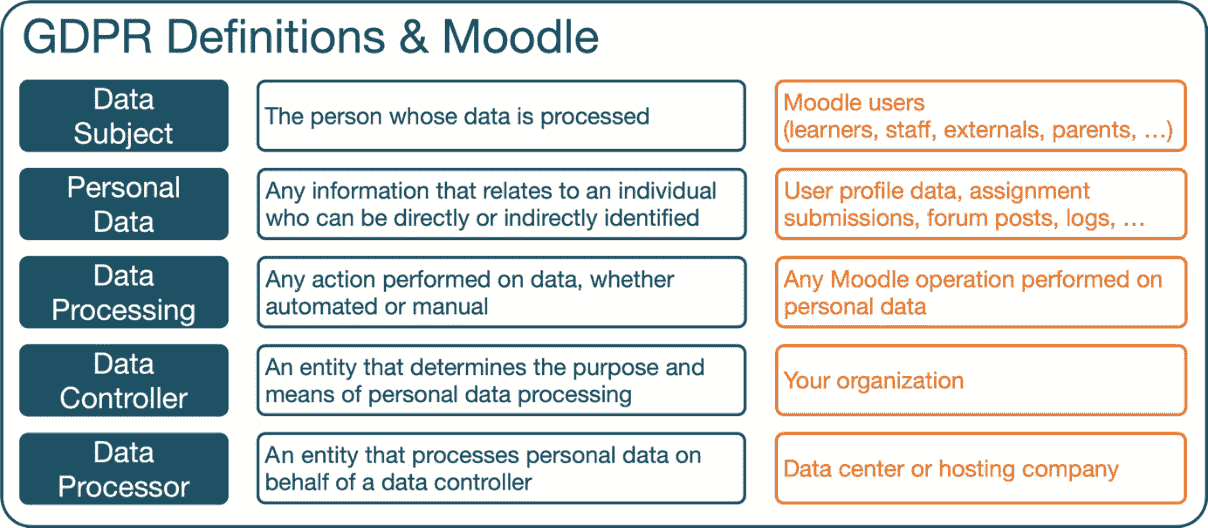 GDPR Definitions & Moodle
Data
Subject
The person whose data is processed
Moodle users
(learners, staff, externals, parents, …)
Personal
Data
Any information that relates to an individual
who can be directly or indirectly identified
User profile data, assignment
submissions, forum posts, logs, …
Data
Processing
Any action performed on data, whether
automated or manual
Any Moodle operation performed on
personal data
Data
Controller
An entity that determines the purpose and
means of personal data processing
Your organization
Data
Processor
An entity that processes personal data on
behalf of a data controller
Data center or hosting company